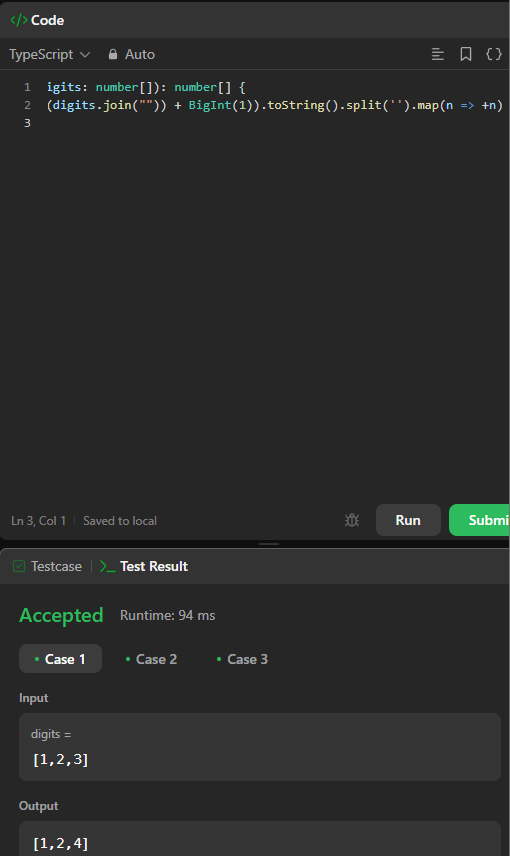 </> Code
TypeScript Auto
1 igits: number[]): number[] {
2 (digits.join("")) + BigInt(1)).toString().split('').map(n => +n)
3
Ln 3, Col 1 Saved to local Run Submi
Testcase >_ Test Result
Accepted Runtime: 94 ms
• Case 1 • Case 2 • Case 3
Input
digits =
[1,2,3]
Output
[1,2,4]